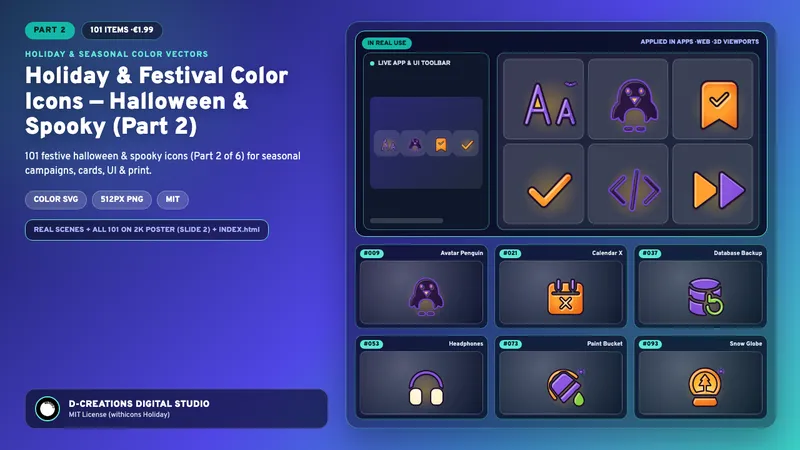 PART 2
101 ITEMS · €1.99
HOLIDAY & SEASONAL COLOR VECTORS
Holiday & Festival Color
Icons — Halloween &
Spooky (Part 2)
101 festive halloween & spooky icons (Part 2 of 6) for seasonal
campaigns, cards, UI & print.
COLOR SVG
512PX PNG
MIT
REAL SCENES + ALL 101 ON 2K POSTER (SLIDE 2) + INDEX.html
D-CREATIONS DIGITAL STUDIO
MIT License (withicons Holiday)
IN REAL USE
APPLIED IN APPS · WEB · 3D VIEWPORTS
LIVE APP & UI TOOLBAR
AA
#009
Avatar Penguin
#021
Calendar X
#037
Database Backup
#053
Headphones
#073
Paint Bucket
#093
Snow Globe